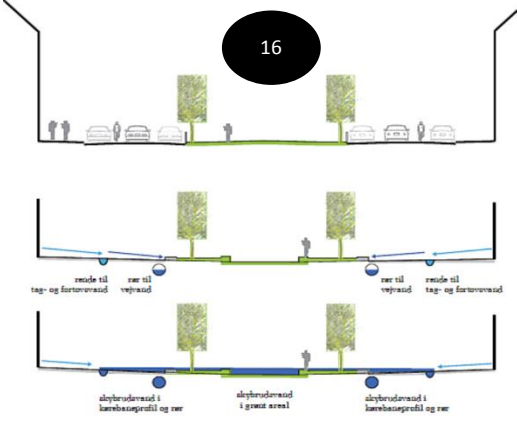 16
rende til
tag- og fortovsvand
rør til
vejvand
rør til
vejvand
rende til
tag- og fortovsvand
skybrudsvand i
kørebaneprofil og rør
skybrudsvand
i grønt areal
skybrudsvand i
kørebaneprofil og rør